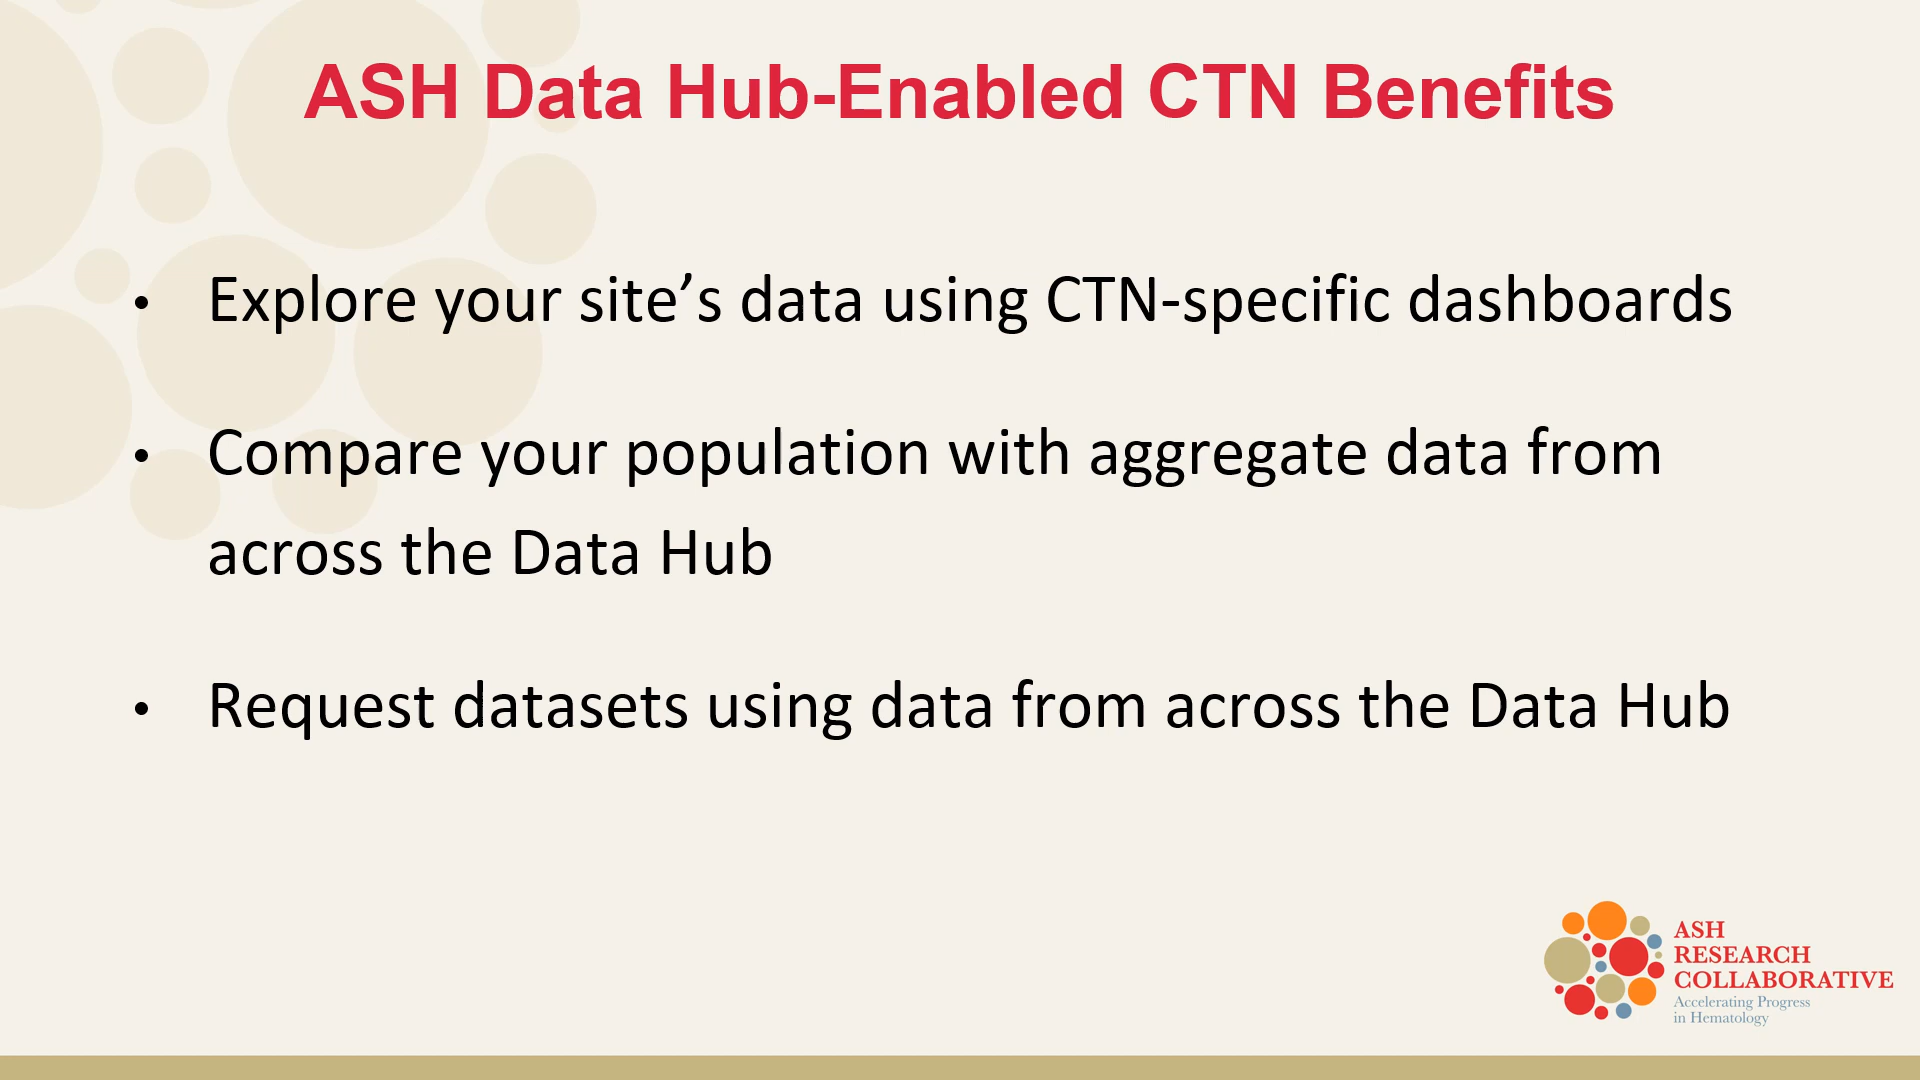 ASH Data Hub-Enabled CTN Benefits
• Explore your site’s data using CTN-specific dashboards
• Compare your population with aggregate data from
across the Data Hub
• Request datasets using data from across the Data Hub
ASH
RESEARCH
COLLABORATIVE
Accelerating Progress
in Hematology